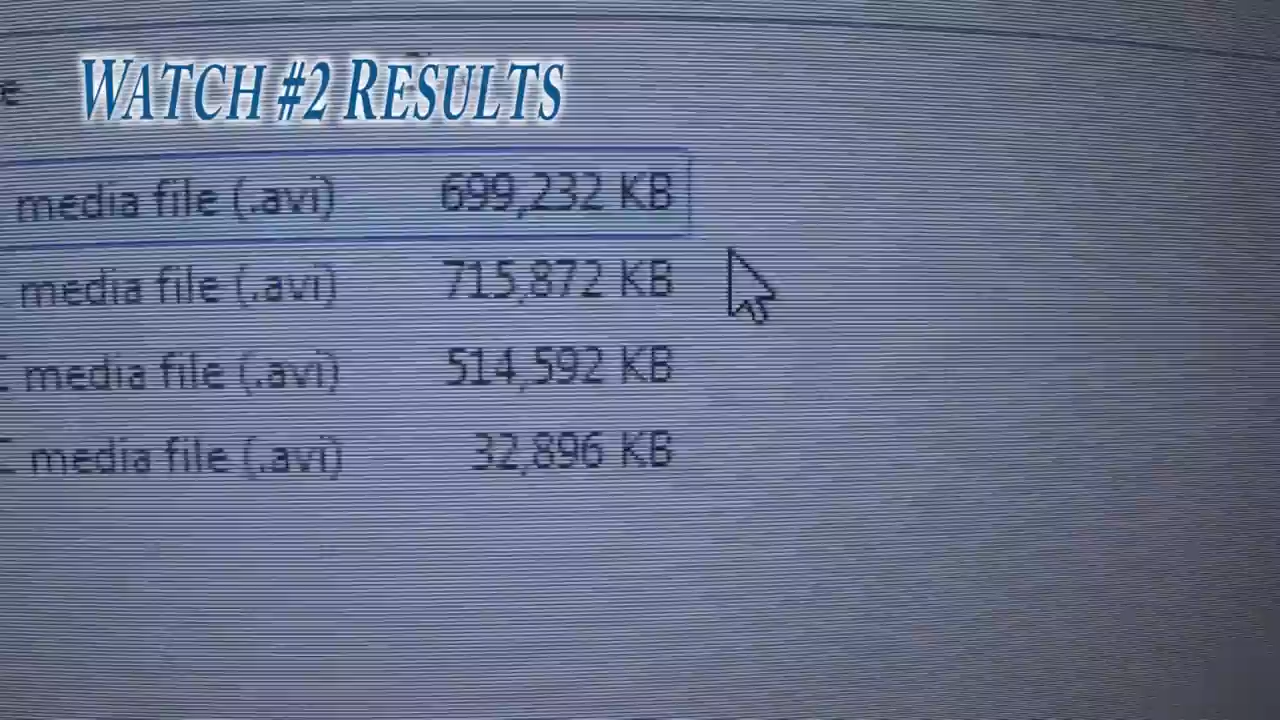 WATCH #2 RESULTS
media file (.avi) 699,232 KB
media file (.avi) 715,872 KB
media file (.avi) 514,592 KB
media file (.avi) 32,896 KB